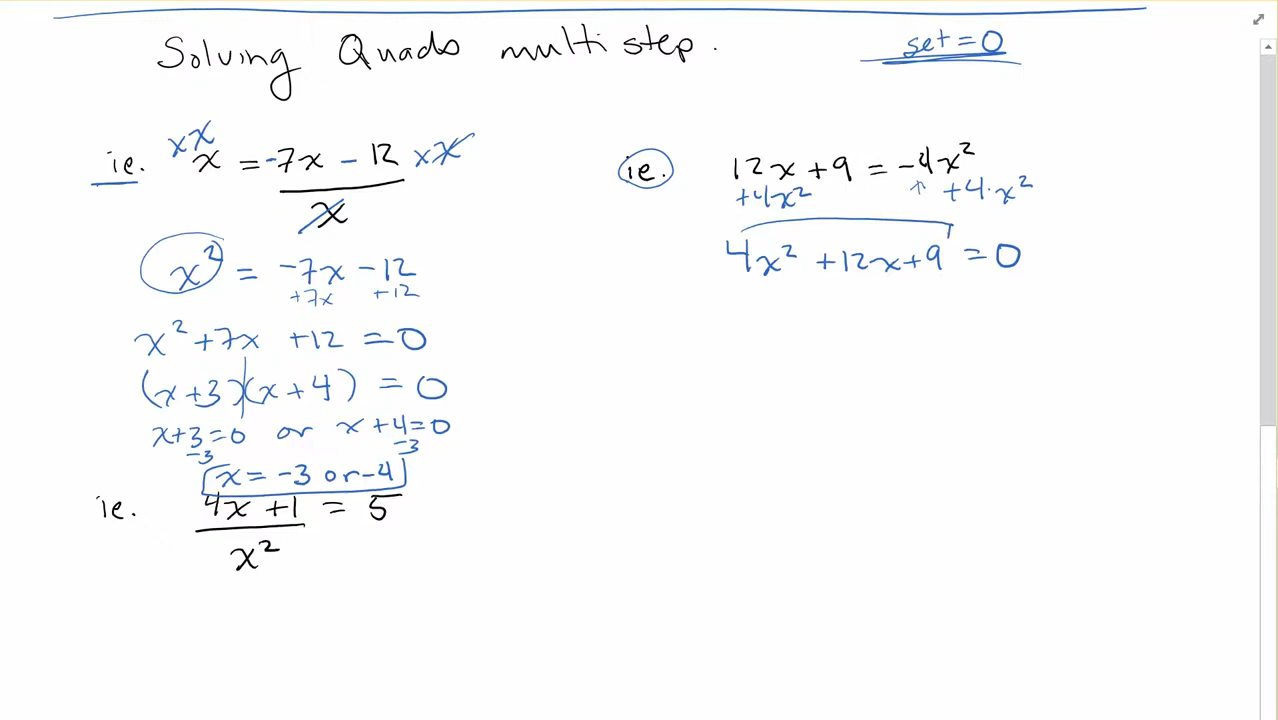 Solving Quads multi step.
set = 0
ie. xx x = -7x - 12 xx
x
x² = -7x - 12
+7x +12
x² + 7x + 12 = 0
(x+3)(x+4) = 0
x+3=0 or x+4=0
-3 -3
x = -3 or -4
ie. 4x + 1 = 5
x²
ie. 12x + 9 = -4x²
+4x² ↑ +4·x²
4x² + 12x + 9 = 0